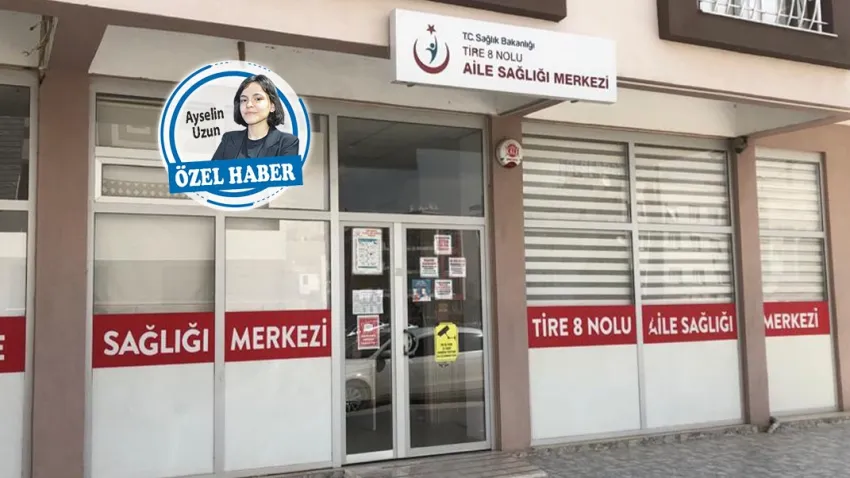 T.C. Sağlık Bakanlığı
TİRE 8 NOLU
AİLE SAĞLIĞI MERKEZİ
Ayselin
Uzun
ÖZEL HABER
E
SAĞLIĞI
MERKEZİ
TİRE 8 NOLU
AİLE SAĞLIĞI
MERKEZİ